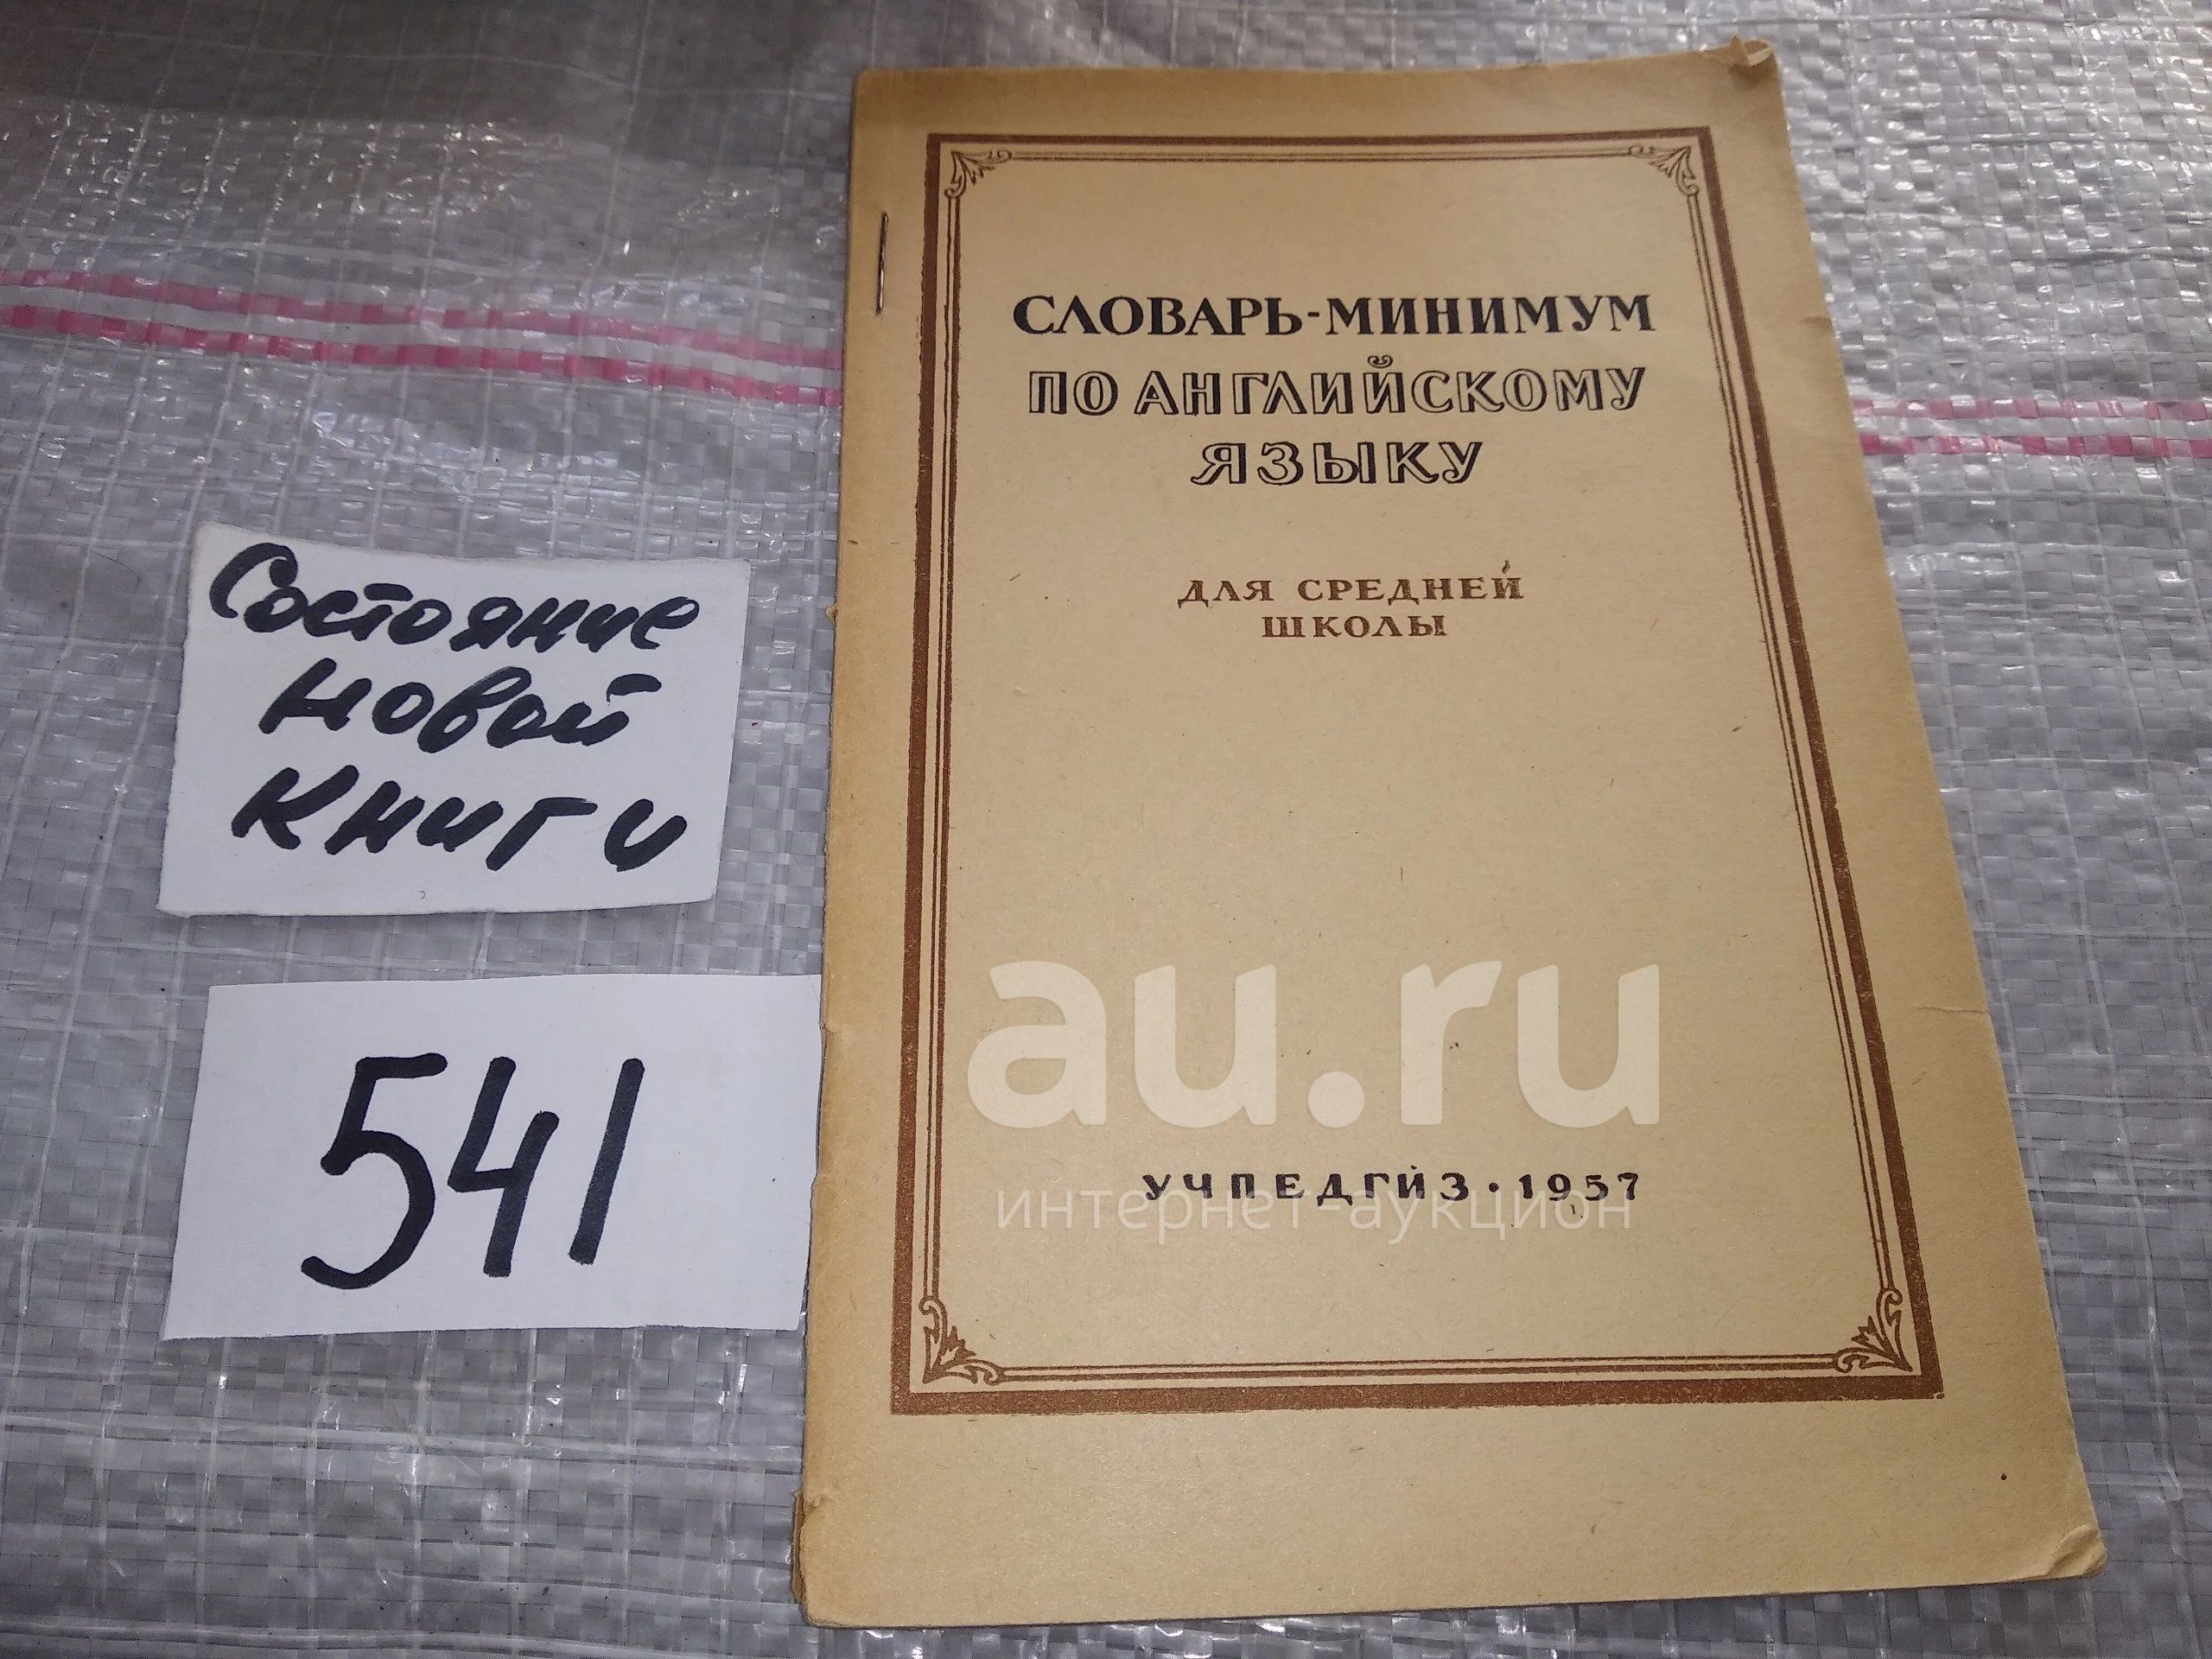 СЛОВАРЬ-МИНИМУМ
ПО АНГЛИЙСКОМУ
ЯЗЫКУ
ДЛЯ СРЕДНЕЙ
ШКОЛЫ
УЧПЕДГИЗ • 1957
Состояние
новой
книги
541
au.ru
интернет-аукцион